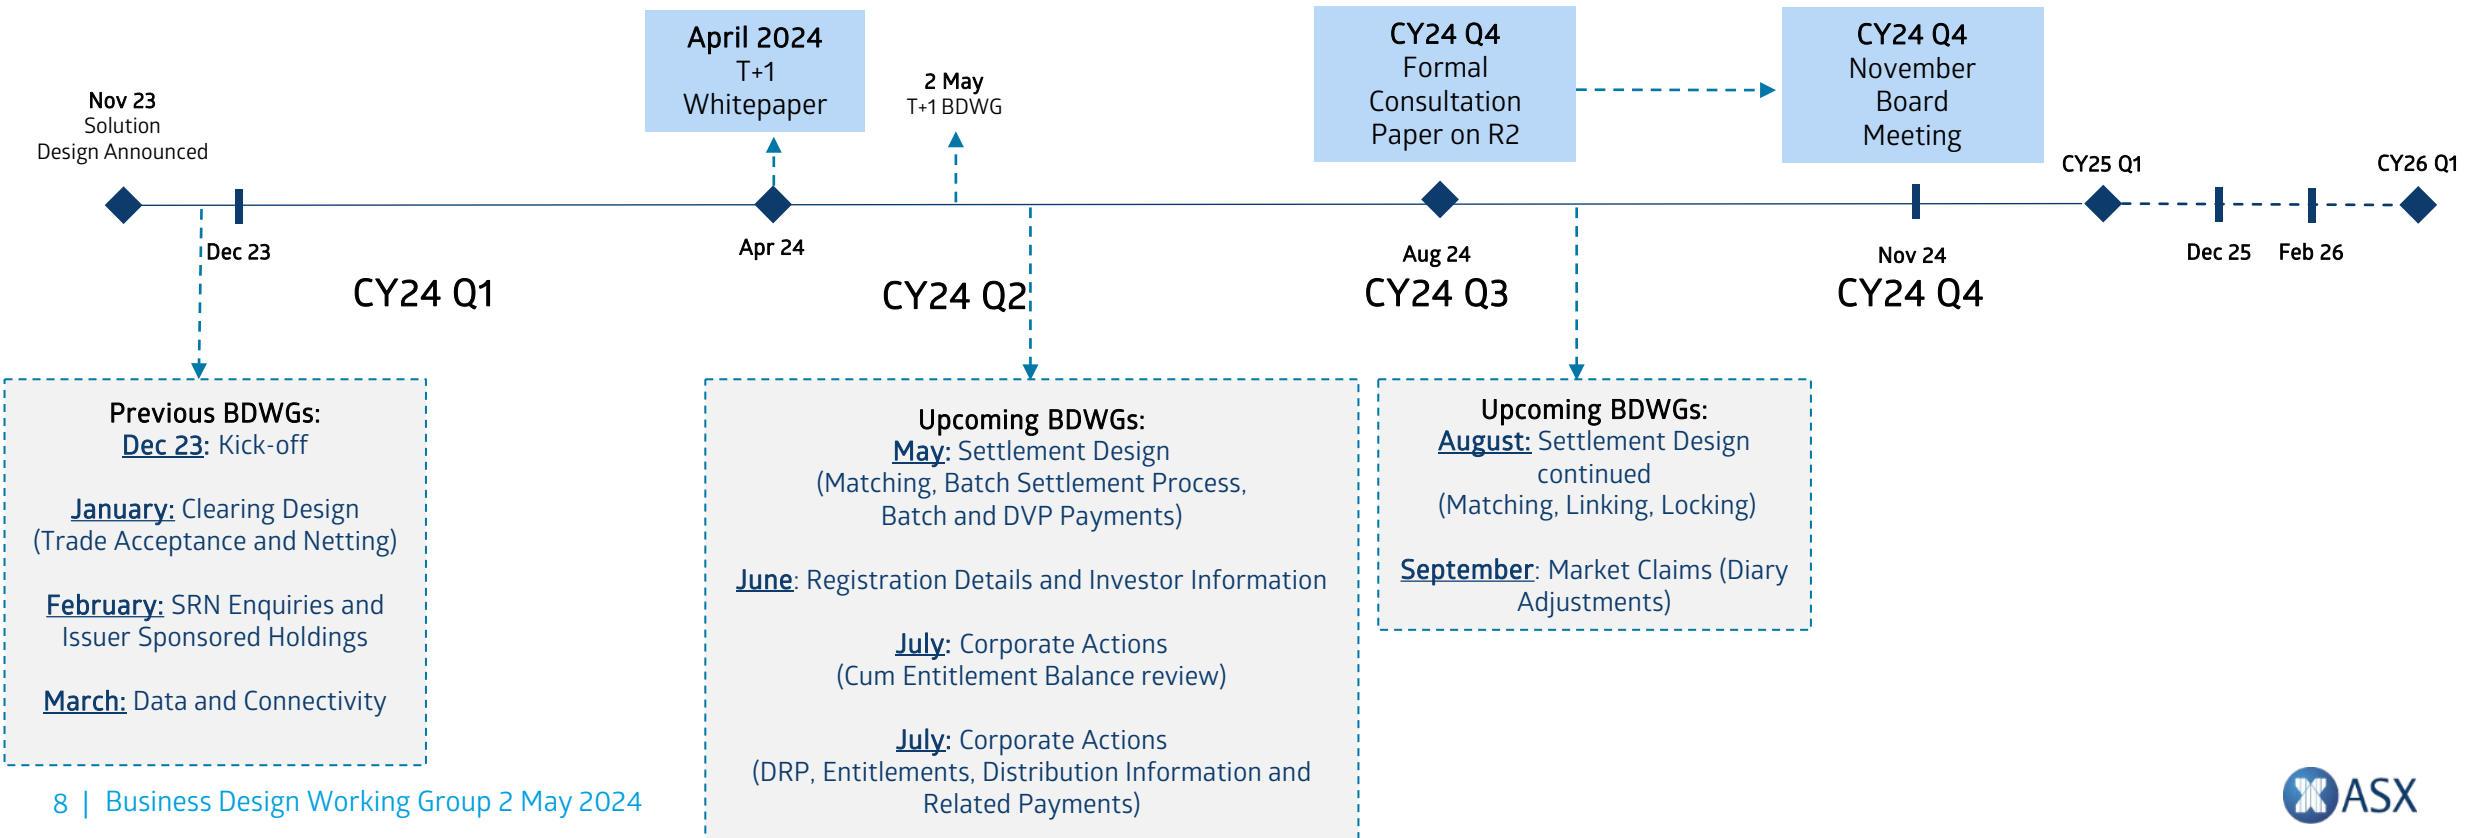 April 2024
T+1
Whitepaper
CY24 Q4
Formal
Consultation
Paper on R2
CY24 Q4
November
Board
Meeting
Nov 23
Solution
Design Announced
2 May
T+1 BDWG
CY25 Q1
CY26 Q1
Dec 23
Apr 24
Aug 24
Nov 24
Dec 25
Feb 26
CY24 Q1
CY24 Q2
CY24 Q3
CY24 Q4
Previous BDWGs:
Dec 23: Kick-off
January: Clearing Design
(Trade Acceptance and Netting)
February: SRN Enquiries and
Issuer Sponsored Holdings
March: Data and Connectivity
Upcoming BDWGs:
May: Settlement Design
(Matching, Batch Settlement Process,
Batch and DVP Payments)
June: Registration Details and Investor Information
July: Corporate Actions
(Cum Entitlement Balance review)
July: Corporate Actions
(DRP, Entitlements, Distribution Information and
Related Payments)
Upcoming BDWGs:
August: Settlement Design
continued
(Matching, Linking, Locking)
September: Market Claims (Diary
Adjustments)
8 | Business Design Working Group 2 May 2024
ASX